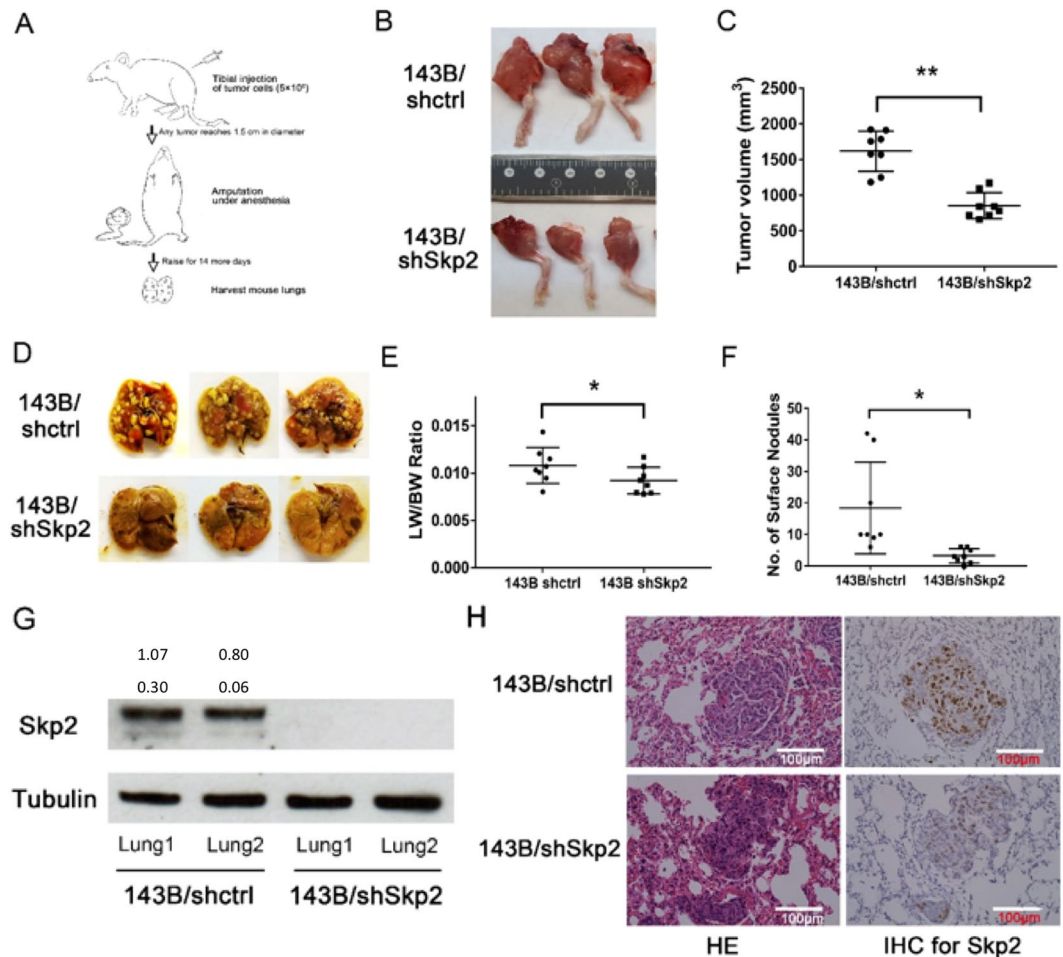 A
Tibial injection
of tumor cells (5×10⁶)
Any tumor reaches 1.5 cm in diameter
Amputation
under anesthesia
Raise for 14 more days
Harvest mouse lungs
B
143B/
shctrl
143B/
shSkp2
C
Tumor volume (mm³)
2500
2000
1500
1000
500
0
**
143B/shctrl
143B/shSkp2
D
143B/
shctrl
143B/
shSkp2
E
LW/BW Ratio
0.015
0.010
0.005
0.000
*
143B shctrl
143B shSkp2
F
No. of Suface Nodules
50
40
30
20
10
0
*
143B/shctrl
143B/shSkp2
G
1.07 0.80
0.30 0.06
Skp2
Tubulin
Lung1 Lung2 Lung1 Lung2
143B/shctrl 143B/shSkp2
H
143B/shctrl
100μm
100μm
143B/shSkp2
100μm
100μm
HE
IHC for Skp2